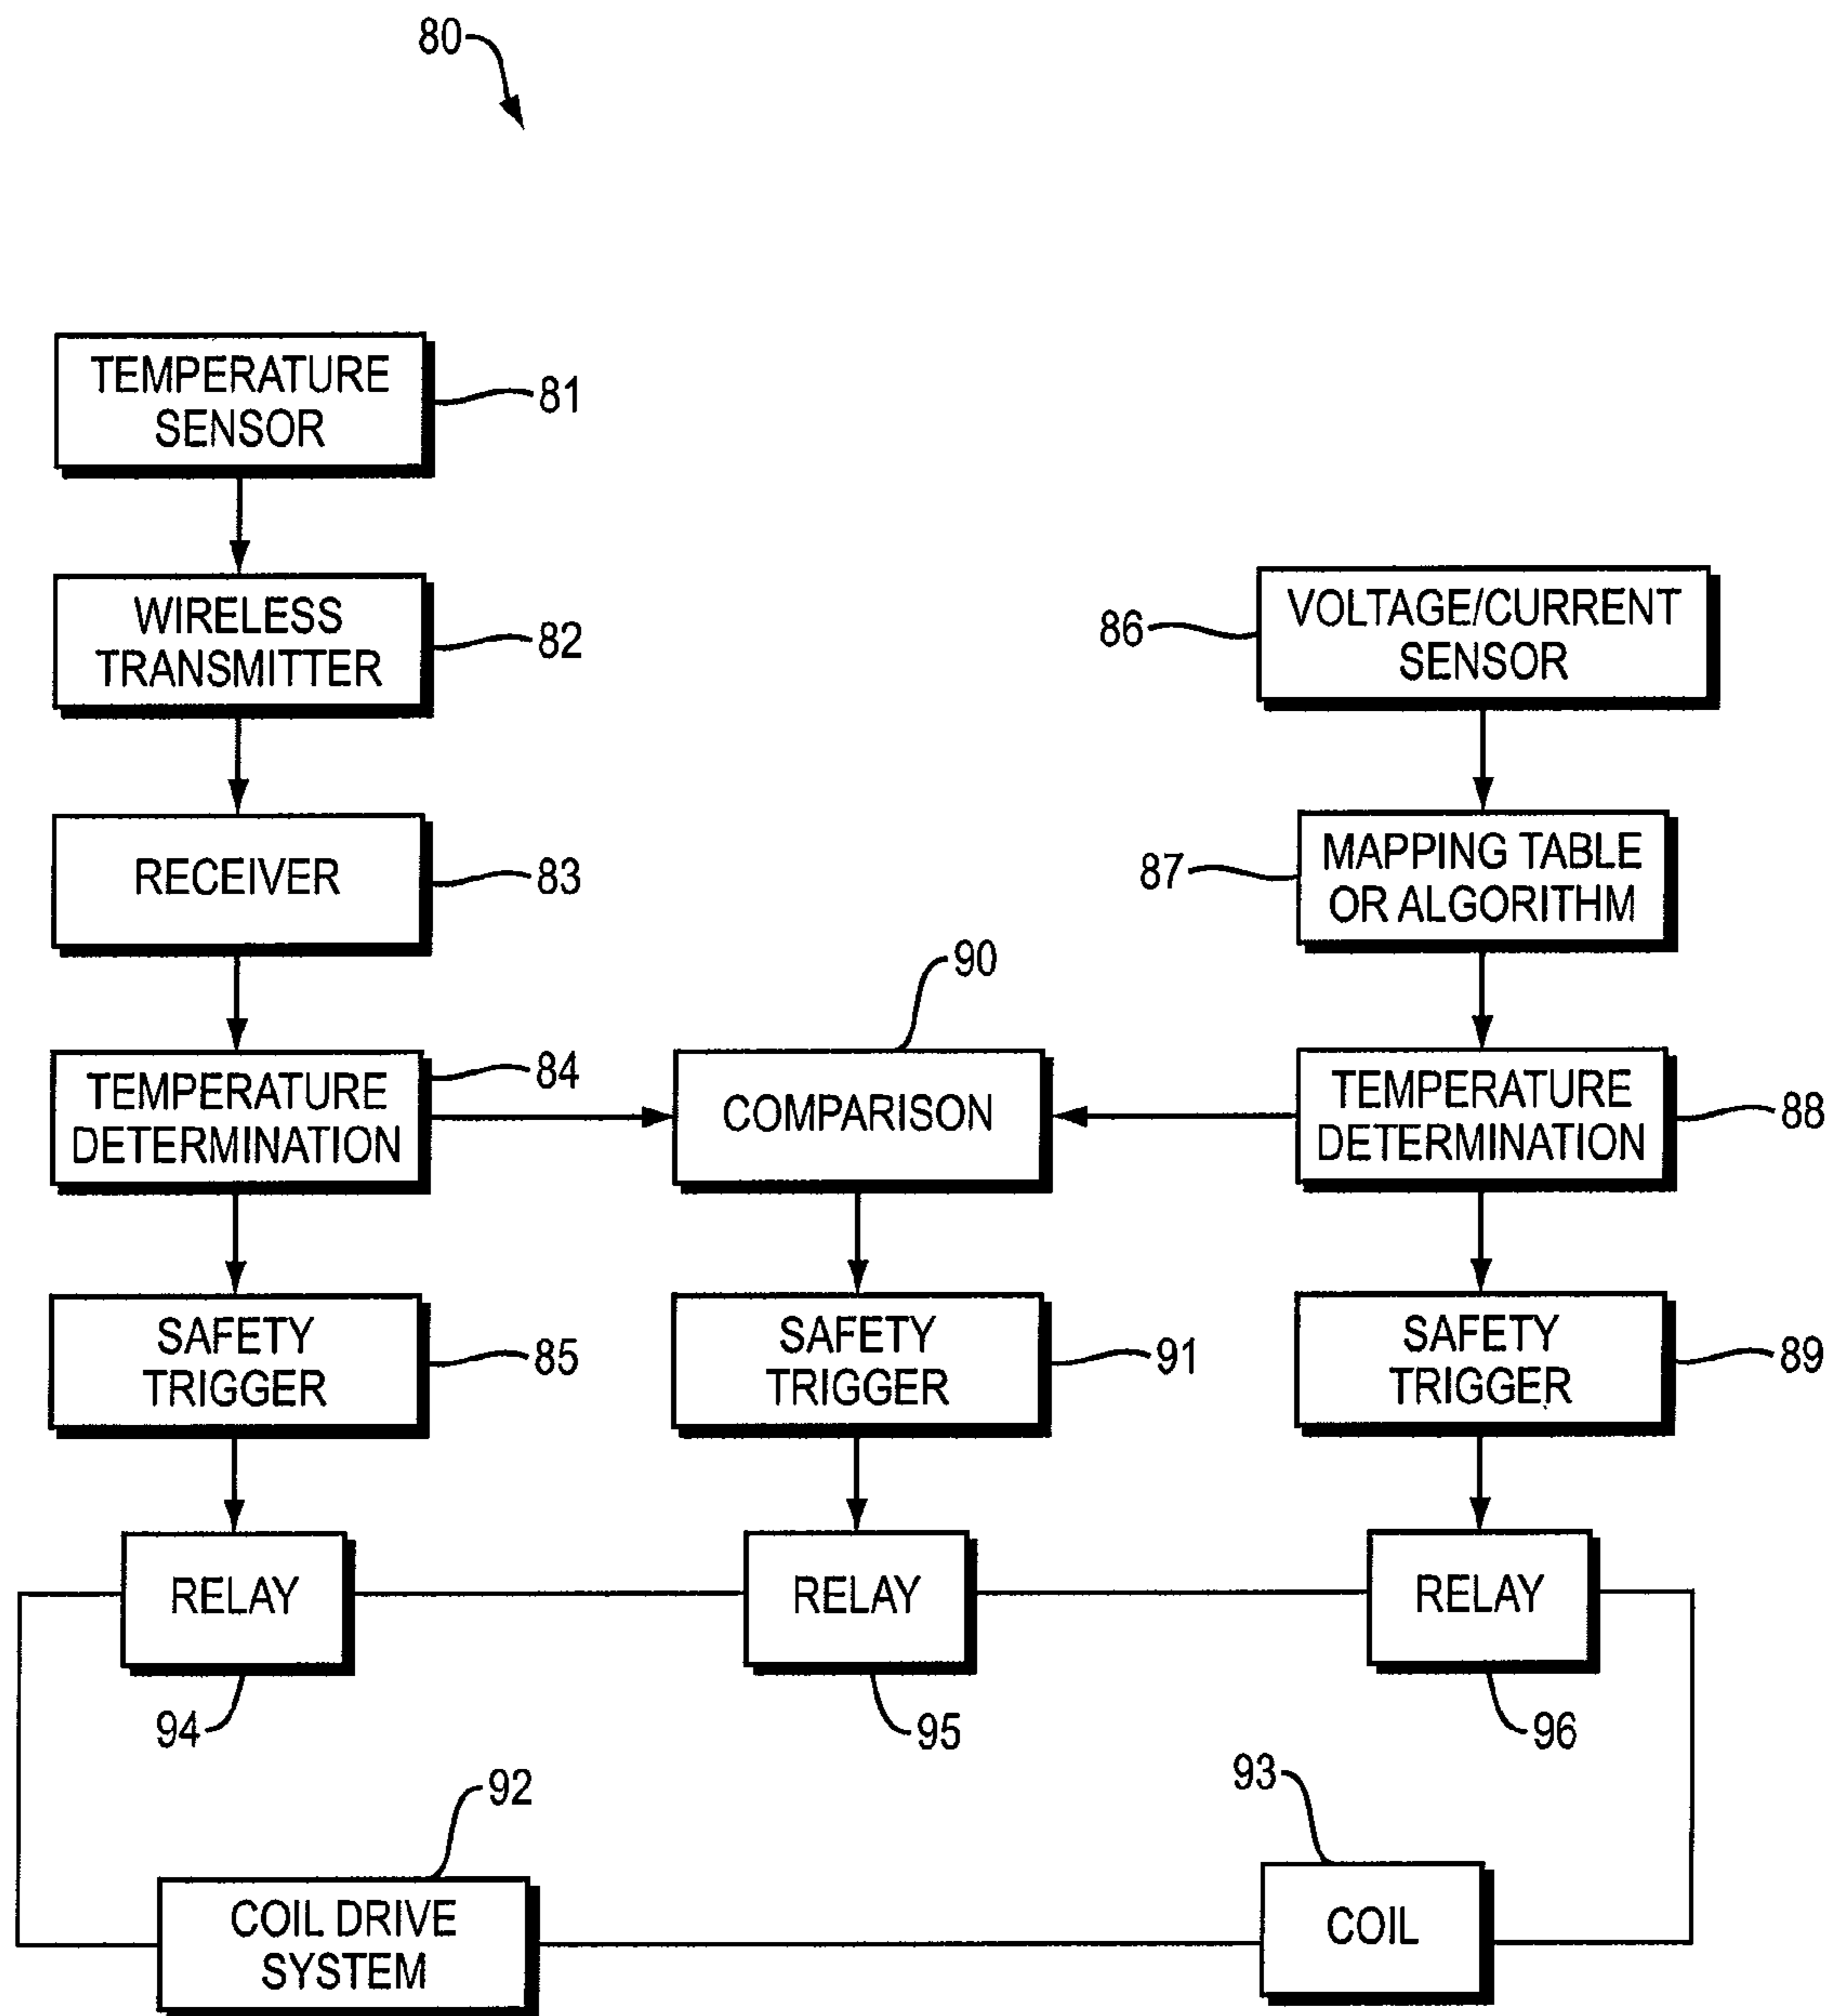 80
TEMPERATURE
SENSOR
81
WIRELESS
TRANSMITTER
82
VOLTAGE/CURRENT
SENSOR
86
RECEIVER
83
MAPPING TABLE
OR ALGORITHM
87
90
TEMPERATURE
DETERMINATION
84
COMPARISON
TEMPERATURE
DETERMINATION
88
SAFETY
TRIGGER
85
SAFETY
TRIGGER
91
SAFETY
TRIGGER
89
RELAY
RELAY
RELAY
94
95
96
92
93
COIL DRIVE
SYSTEM
COIL